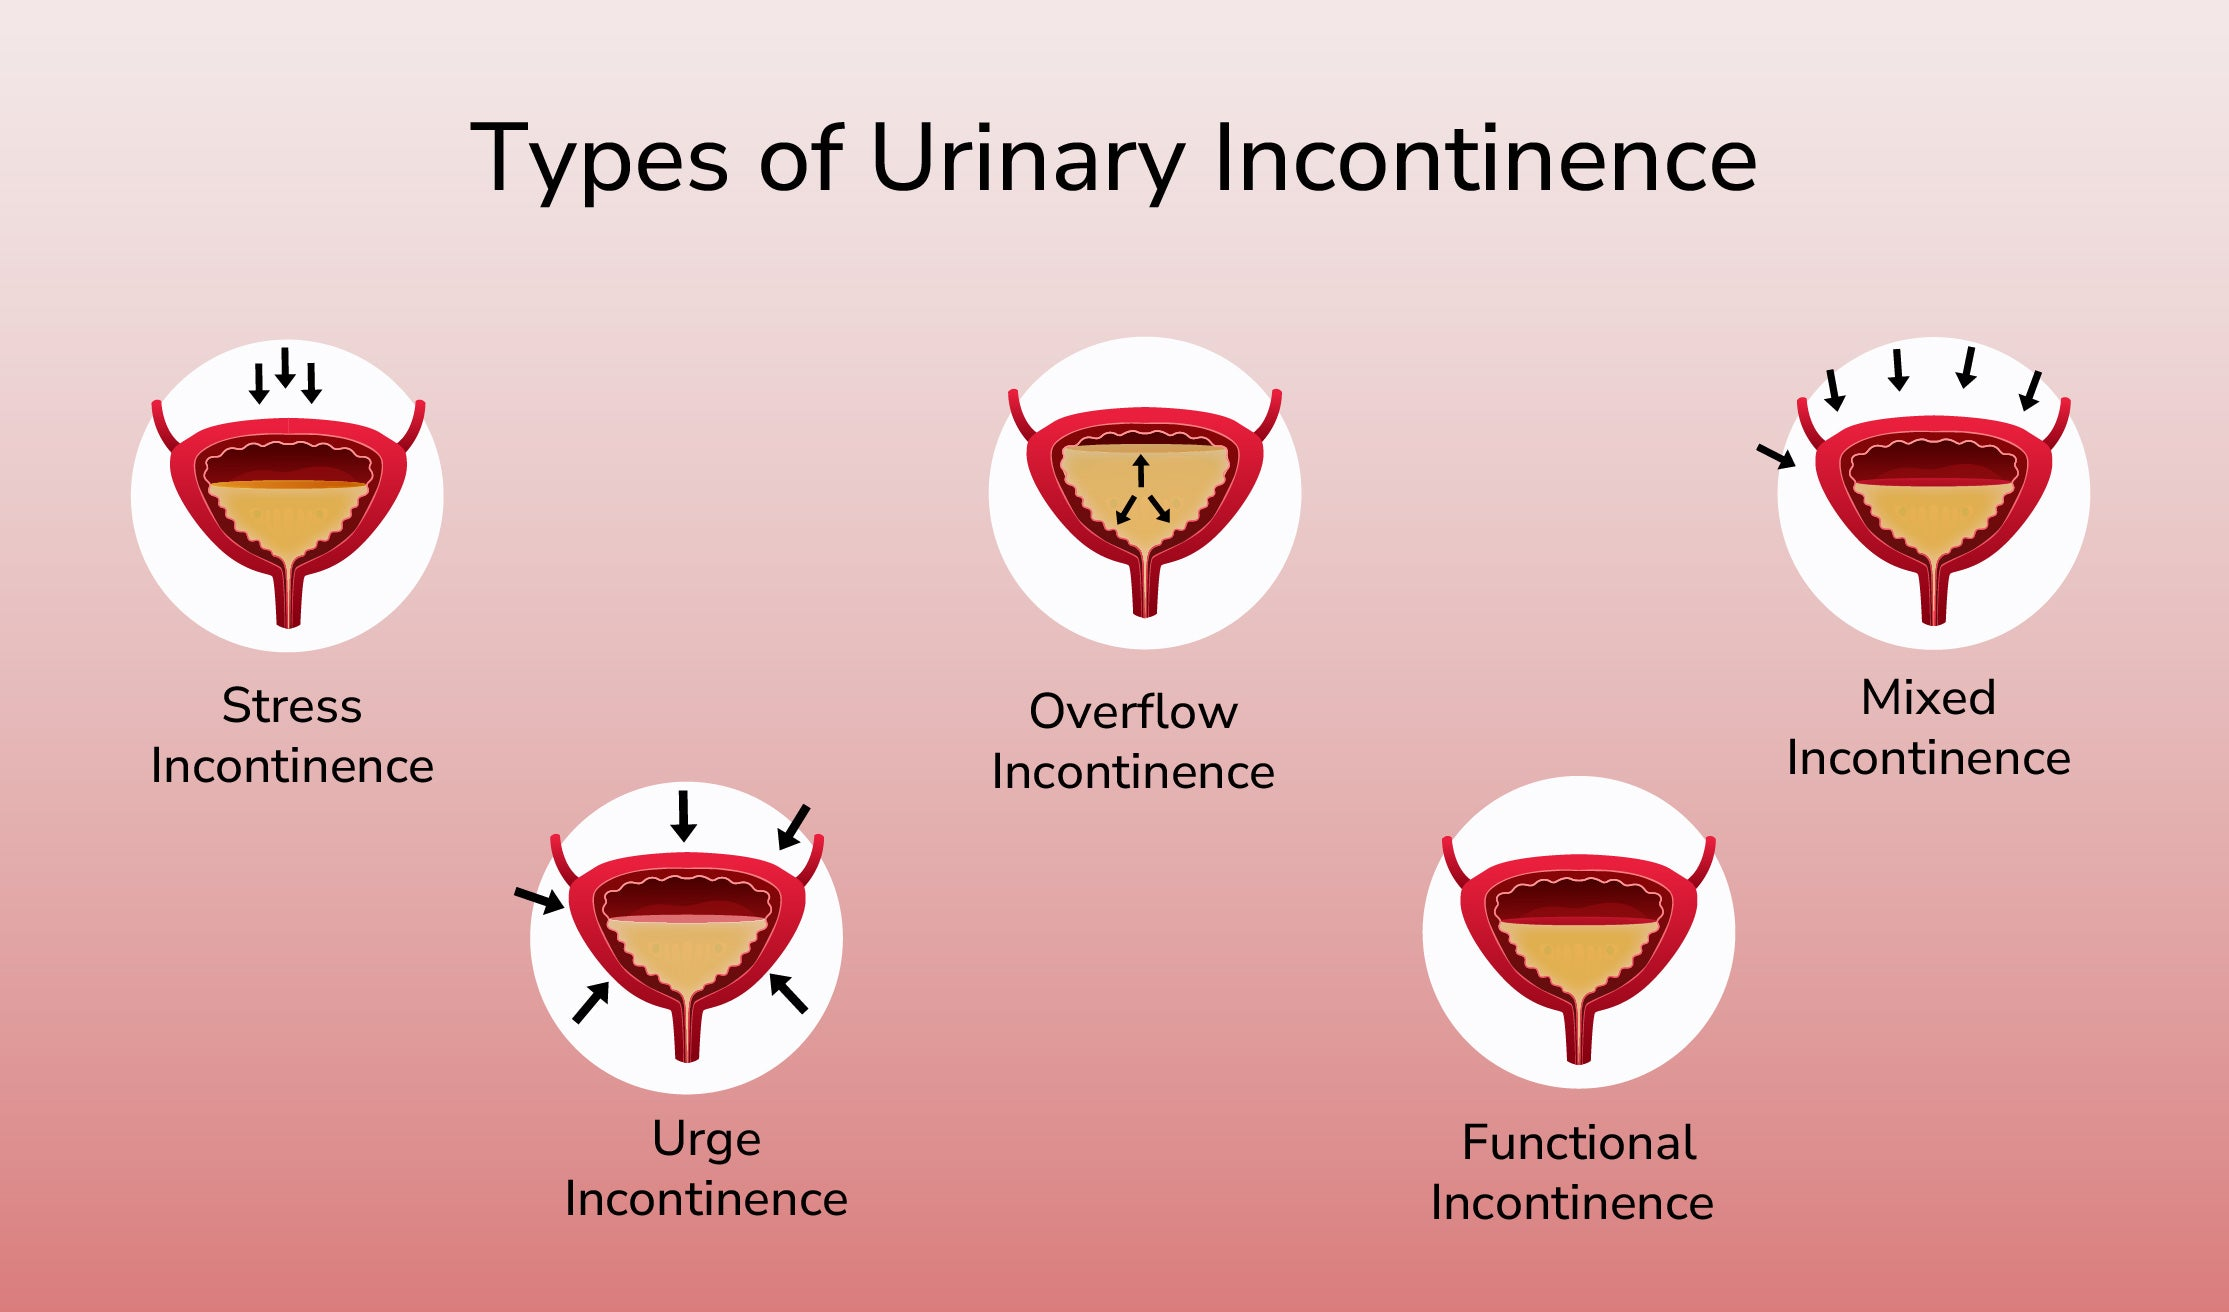 Types of Urinary Incontinence
Stress
Incontinence
Overflow
Incontinence
Mixed
Incontinence
Urge
Incontinence
Functional
Incontinence